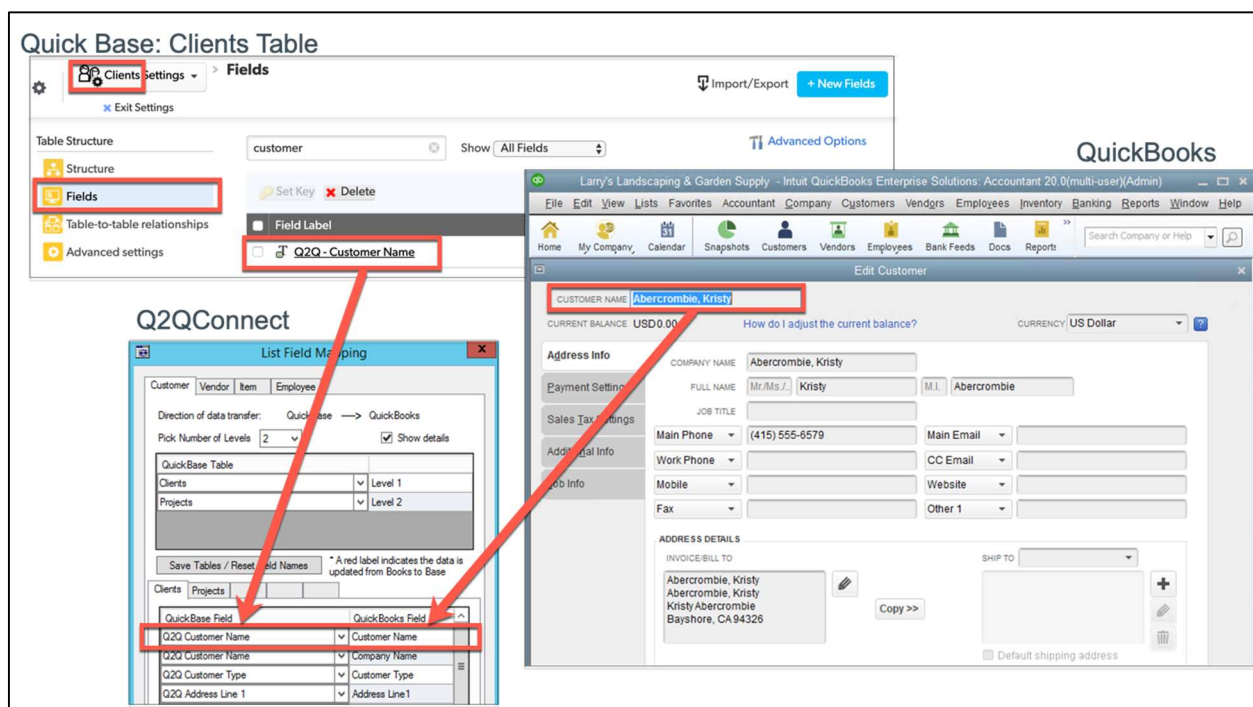 Quick Base: Clients Table
Clients Settings > Fields
Import/Export + New Fields
Exit Settings
Table Structure
customer Show All Fields Advanced Options
Structure
Fields Set Key Delete
Table-to-table relationships Field Label
Advanced settings Q2Q - Customer Name
QuickBooks
Larry's Landscaping & Garden Supply - Intuit QuickBooks Enterprise Solutions: Accountant 20.0(multi-user)(Admin)
File Edit View Lists Favorites Accountant Company Customers Vendors Employees Inventory Banking Reports Window Help
31
Home My Company Calendar Snapshots Customers Vendors Employees Bank Feeds Docs Reports Search Company or Help
Edit Customer
CUSTOMER NAME Abercrombie, Kristy
CURRENT BALANCE USD 0.00 How do I adjust the current balance? CURRENCY US Dollar ?
Address Info COMPANY NAME Abercrombie, Kristy
Payment Settings FULL NAME Mr./Ms./.. Kristy M.I. Abercrombie
JOB TITLE
Sales Tax Settings
Main Phone (415) 555-6579 Main Email
Additional Info Work Phone CC Email
Job Info Mobile Website
Fax Other 1
ADDRESS DETAILS
INVOICE/BILL TO SHIP TO
Abercrombie, Kristy
Abercrombie, Kristy
Kristy Abercrombie
Bayshore, CA 94326
Copy >>
Default shipping address
Q2QConnect
List Field Mapping X
Customer Vendor Item Employee
Direction of data transfer: QuickBase —> QuickBooks
Pick Number of Levels 2 Show details
QuickBase Table
Clients Level 1
Projects Level 2
Save Tables / Reset Field Names * A red label indicates the data is
updated from Books to Base
Clients Projects
QuickBase Field QuickBooks Field
Q2Q Customer Name Customer Name
Q2Q Customer Name Company Name
Q2Q Customer Type Customer Type
Q2Q Address Line 1 Address Line1